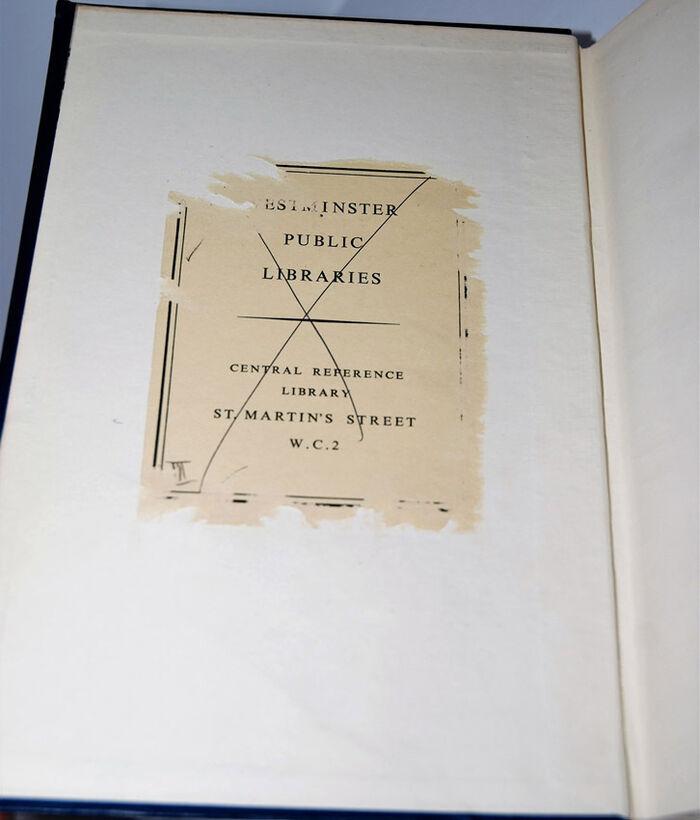 ESTMINSTER
PUBLIC
LIBRARIES
CENTRAL REFERENCE
LIBRARY
ST. MARTIN'S STREET
W.C.2